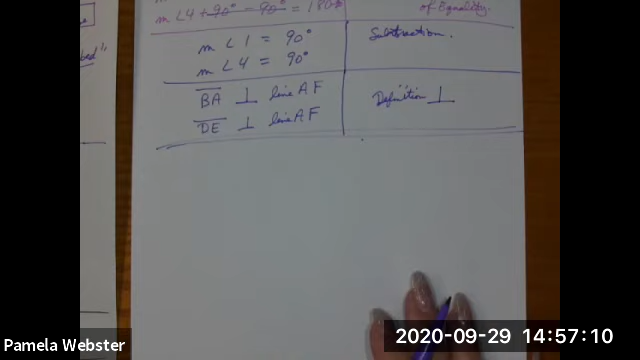 m∠4 + 90° - 90° = 180
of Equality.
bed"
m∠1 = 90°
Subtraction.
m∠4 = 90°
BA ⊥ line AF
Definition ⊥
DE ⊥ line AF
Pamela Webster
2020-09-29 14:57:10